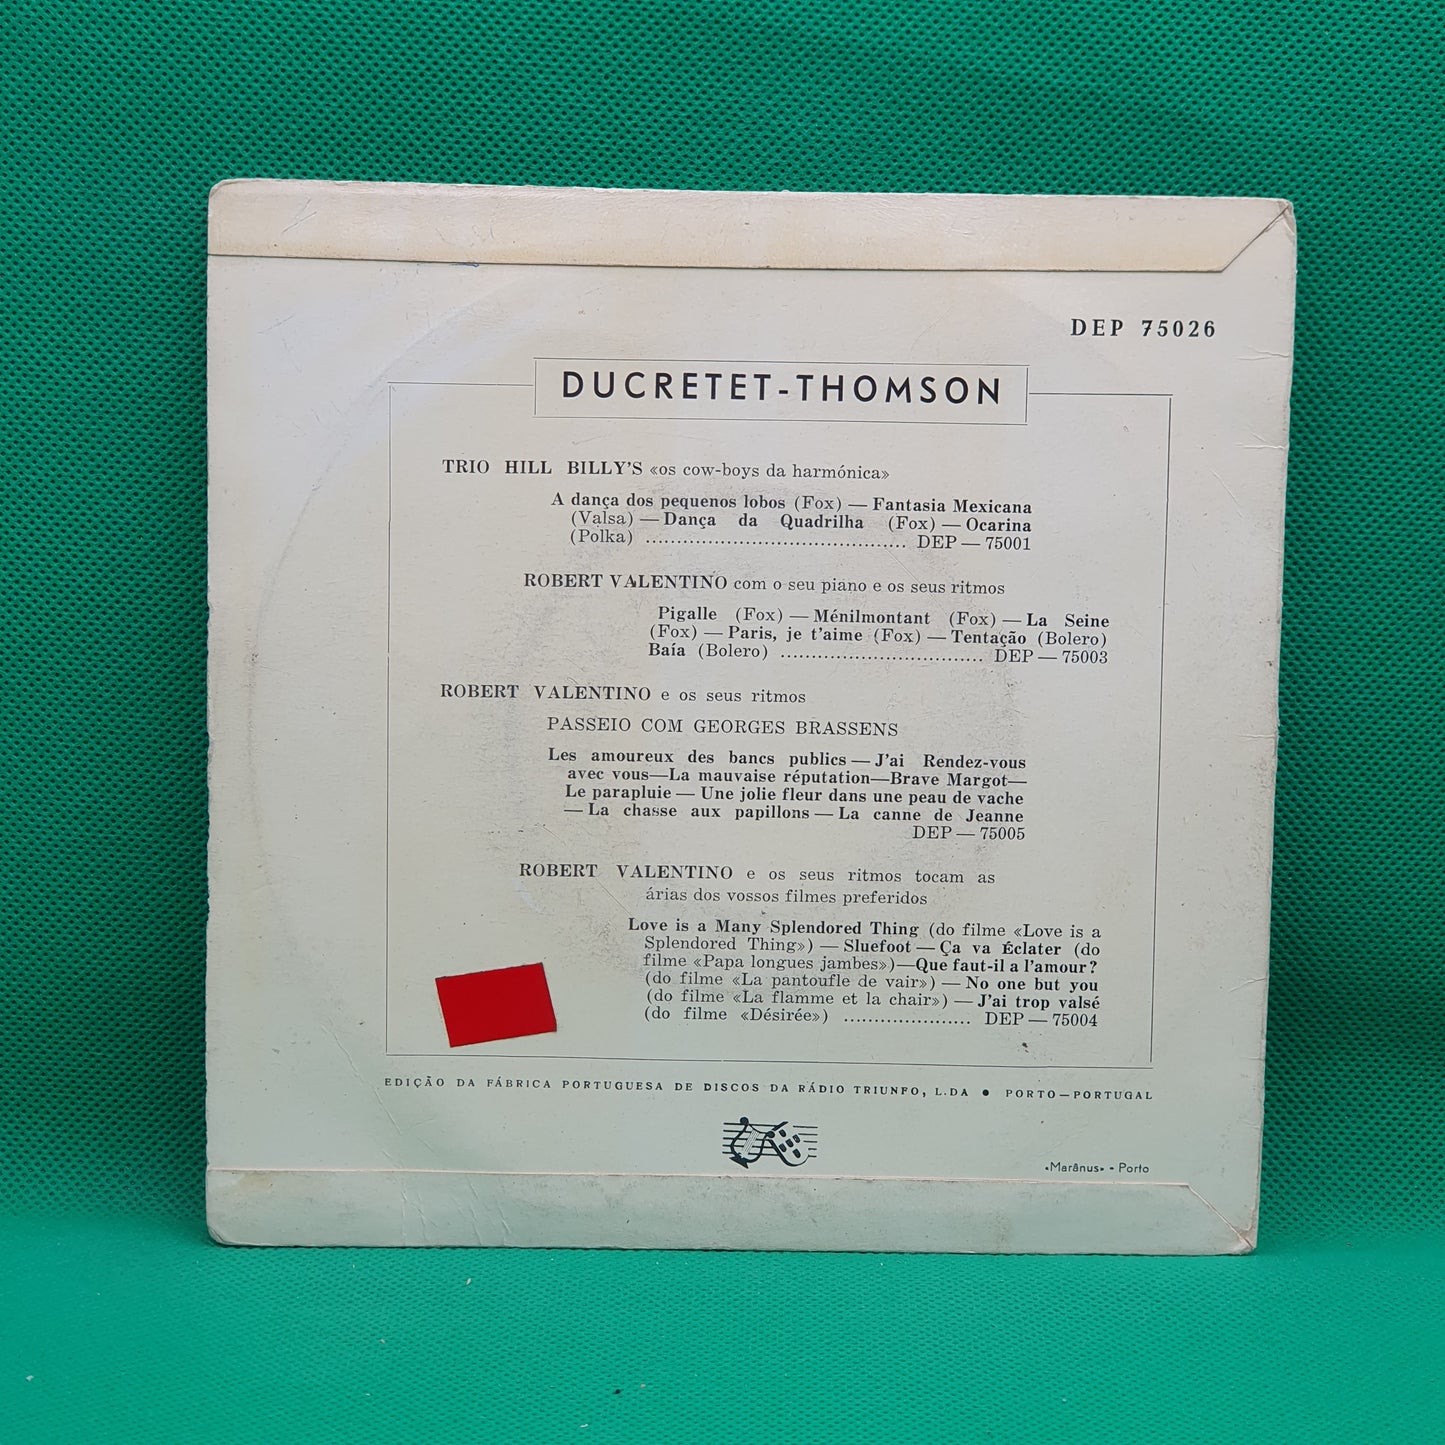 DEP 75026
DUCRETET-THOMSON
TRIO HILL BILLY'S «os cow-boys da harmónica»
A dança dos pequenos lobos (Fox) — Fantasia Mexicana
(Valsa) — Dança da Quadrilha (Fox) — Ocarina
(Polka) .......................................... DEP — 75001
ROBERT VALENTINO com o seu piano e os seus ritmos
Pigalle (Fox) — Ménilmontant (Fox) — La Seine
(Fox) — Paris, je t'aime (Fox) — Tentação (Bolero)
Baía (Bolero) ................................. DEP — 75003
ROBERT VALENTINO e os seus ritmos
PASSEIO COM GEORGES BRASSENS
Les amoureux des bancs publics — J'ai Rendez-vous
avec vous—La mauvaise réputation—Brave Margot—
Le parapluie — Une jolie fleur dans une peau de vache
— La chasse aux papillons — La canne de Jeanne
DEP — 75005
ROBERT VALENTINO e os seus ritmos tocam as
árias dos vossos filmes preferidos
Love is a Many Splendored Thing (do filme «Love is a
Splendored Thing») — Sluefoot — Ça va Éclater (do
filme «Papa longues jambes»)—Que faut-il a l'amour?
(do filme «La pantoufle de vair») — No one but you
(do filme «La flamme et la chair») — J'ai trop valsé
(do filme «Désirée») ..................... DEP — 75004
EDIÇÃO DA FÁBRICA PORTUGUESA DE DISCOS DA RÁDIO TRIUNFO, L.DA ● PORTO—PORTUGAL
«Marânus» - Porto